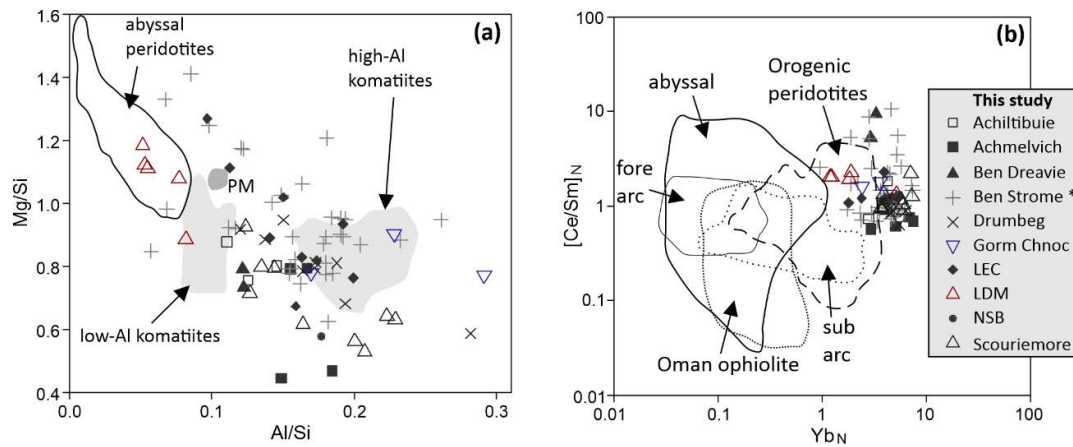 (a)
abyssal
peridotites
high-Al
komatiites
PM
low-Al komatiites
Mg/Si
1.6
1.4
1.2
1.0
0.8
0.6
0.4
0.0
0.1
0.2
0.3
Al/Si
(b)
abyssal
Orogenic
peridotites
fore
arc
sub
arc
Oman ophiolite
[Ce/Sm]N
100
10
1
0.1
0.01
0.01
0.1
1
10
100
YbN
This study
Achiltibuie
Achmelvich
Ben Dreavie
Ben Strome *
Drumbeg
Gorm Chnoc
LEC
LDM
NSB
Scouriemore